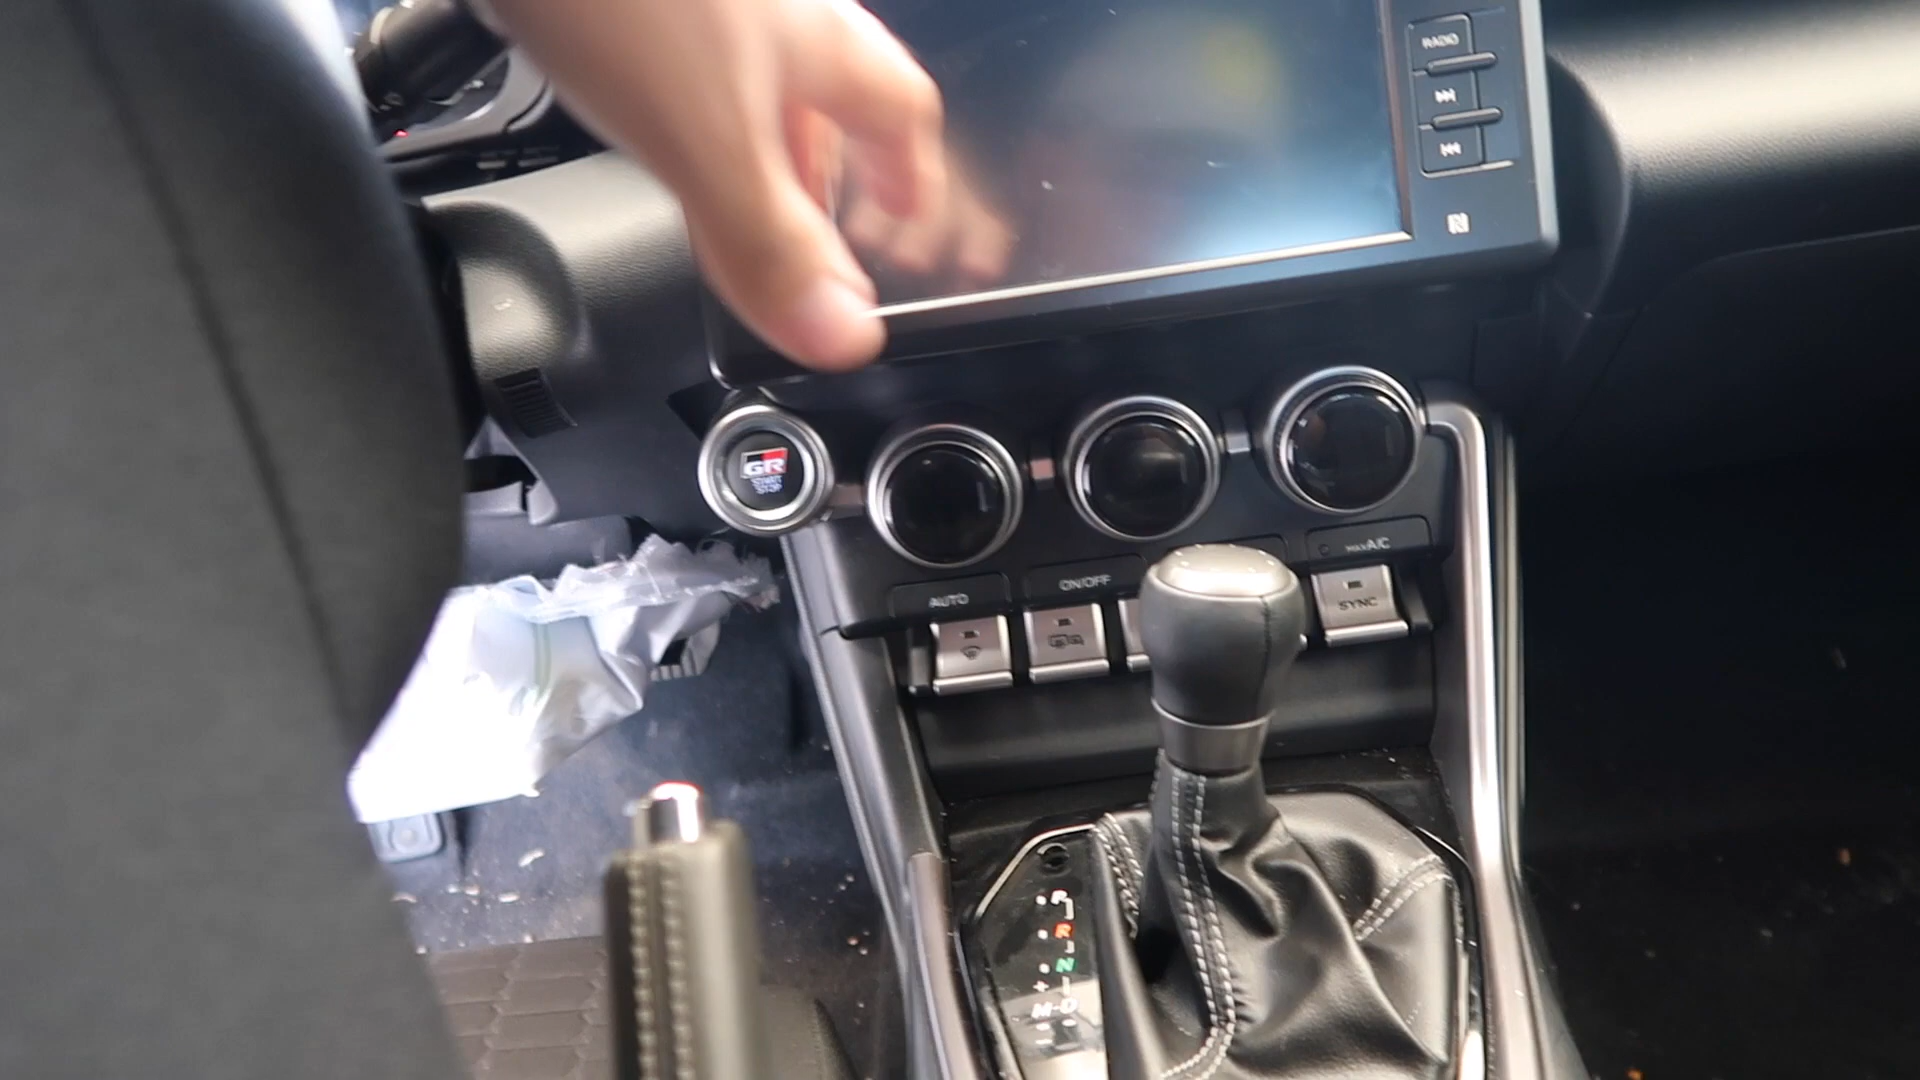 RADIO
GR
START
STOP
AUTO
ON/OFF
MAX A/C
SYNC
P
R
N
+
M-D
-